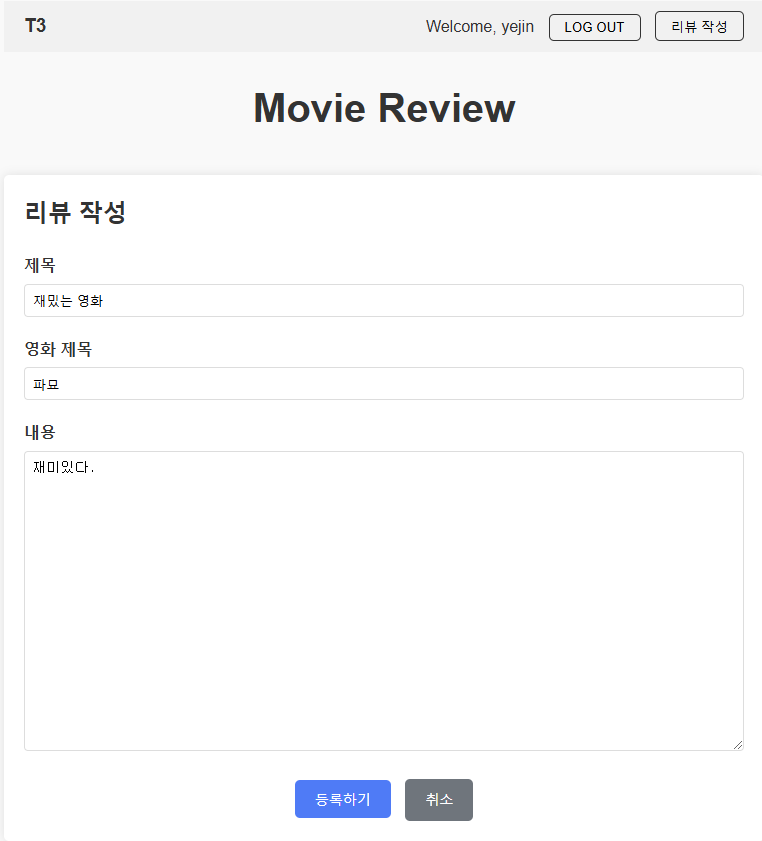 T3
Welcome, yejin
LOG OUT
리뷰 작성
Movie Review
리뷰 작성
제목
재밌는 영화
영화 제목
파묘
내용
재미있다.
등록하기
취소